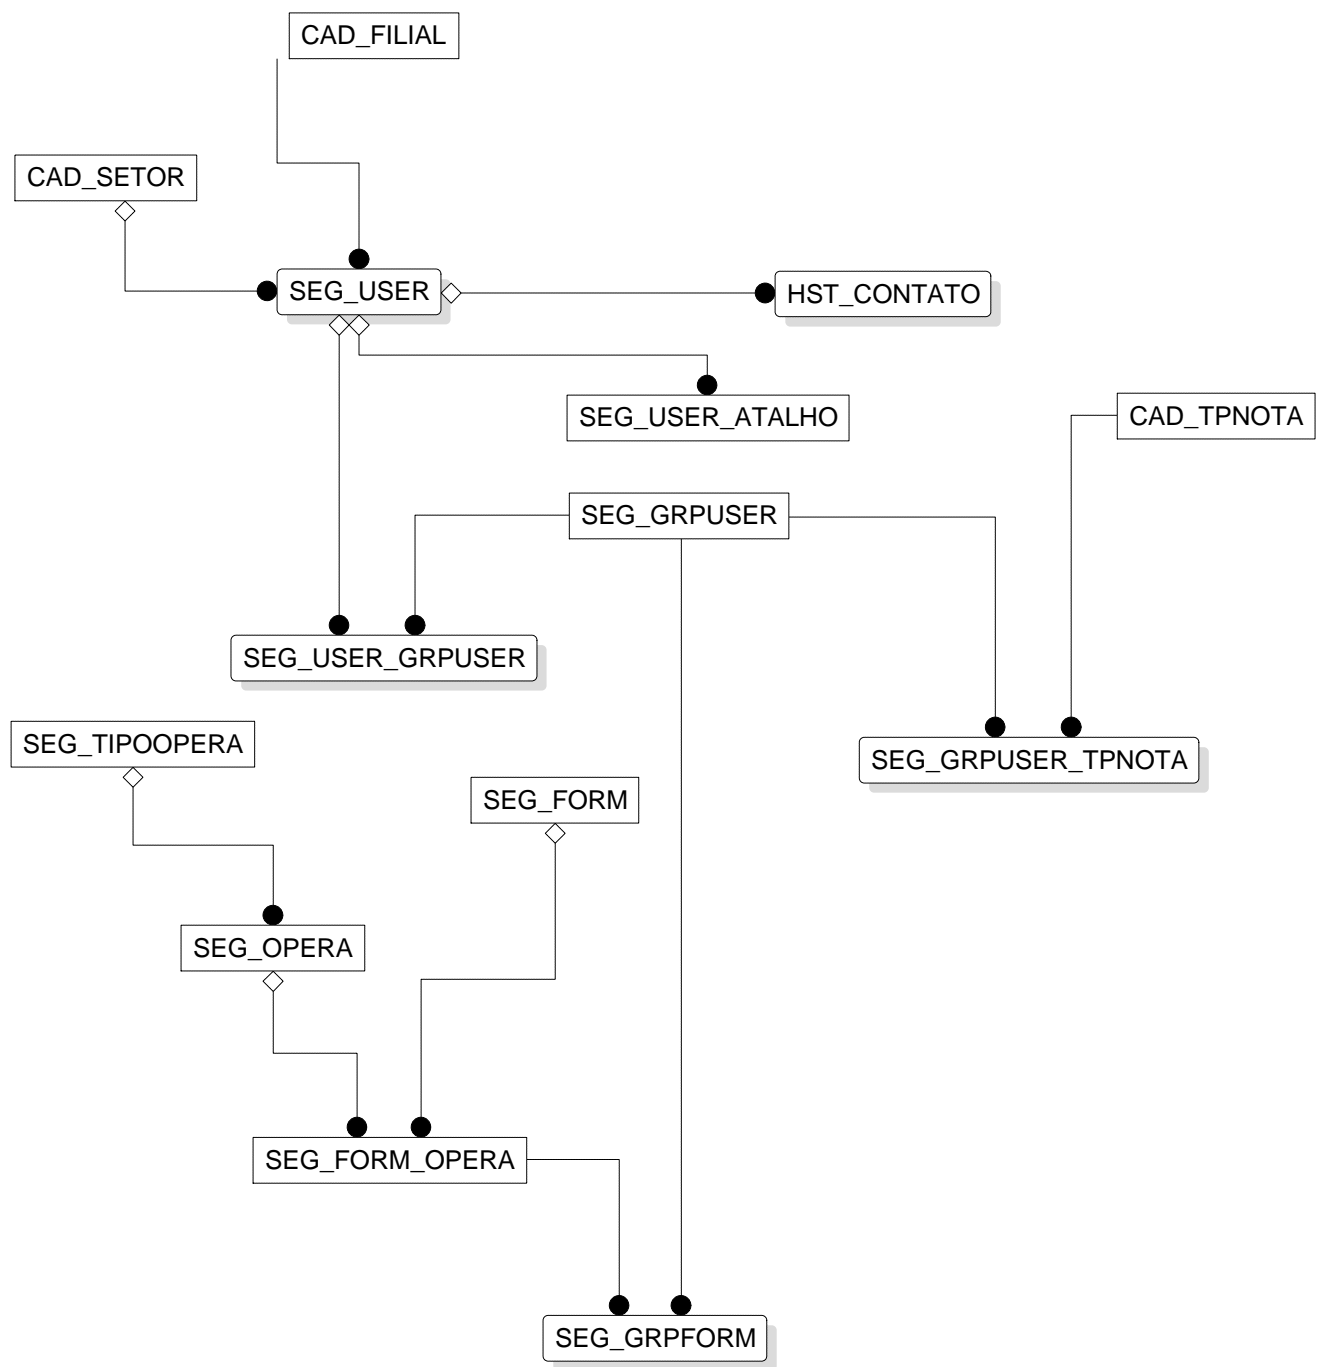 CAD_FILIAL
CAD_SETOR
SEG_USER
HST_CONTATO
SEG_USER_ATALHO
CAD_TPNOTA
SEG_GRPUSER
SEG_USER_GRPUSER
SEG_TIPOOPERA
SEG_GRPUSER_TPNOTA
SEG_FORM
SEG_OPERA
SEG_FORM_OPERA
SEG_GRPFORM